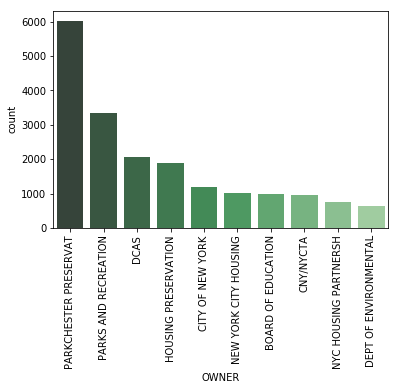 6000
5000
4000
3000
2000
1000
0
count
PARKCHESTER PRESERVAT
PARKS AND RECREATION
DCAS
HOUSING PRESERVATION
CITY OF NEW YORK
NEW YORK CITY HOUSING
BOARD OF EDUCATION
CNY/NYCTA
NYC HOUSING PARTNERSH
DEPT OF ENVIRONMENTAL
OWNER